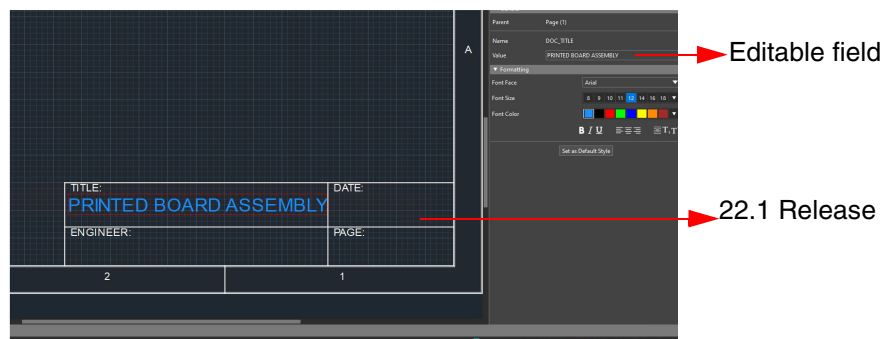 Parent Page (1)
A
Name DOC_TITLE
Value PRINTED BOARD ASSEMBLY
Editable field
Formatting
Font Face Arial
Font Size 8 9 10 11 12 14 16 18
Font Color
B I U
Set as Default Style
TITLE: DATE:
PRINTED BOARD ASSEMBLY
22.1 Release
ENGINEER: PAGE:
2 1